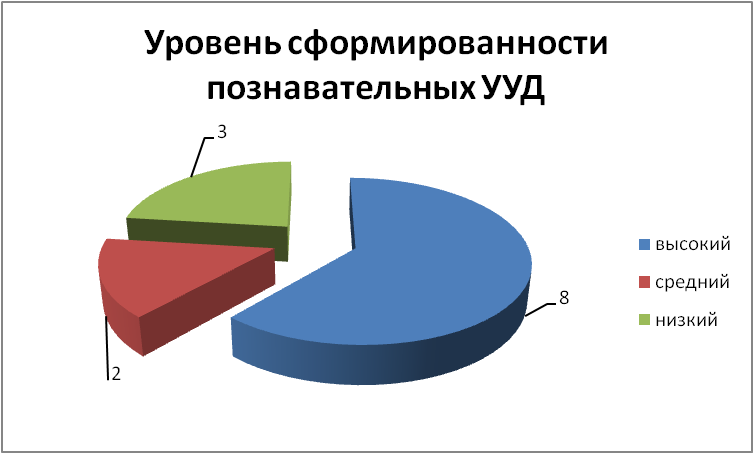 Уровень сформированности
познавательных УУД
3
8
2
высокий
средний
низкий